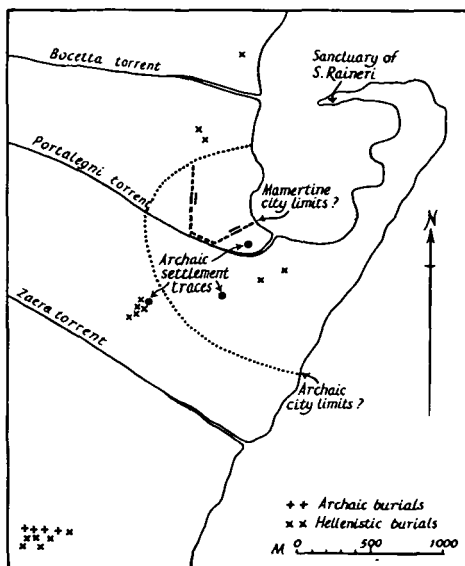 Bocetta torrent
Sanctuary of
S. Raineri
Portalegni torrent
Mamertine
city limits ?
N
Archaic
settlement
traces
Zaera torrent
Archaic
city limits ?
+ + Archaic burials
x x Hellenistic burials
M 0 500 1000